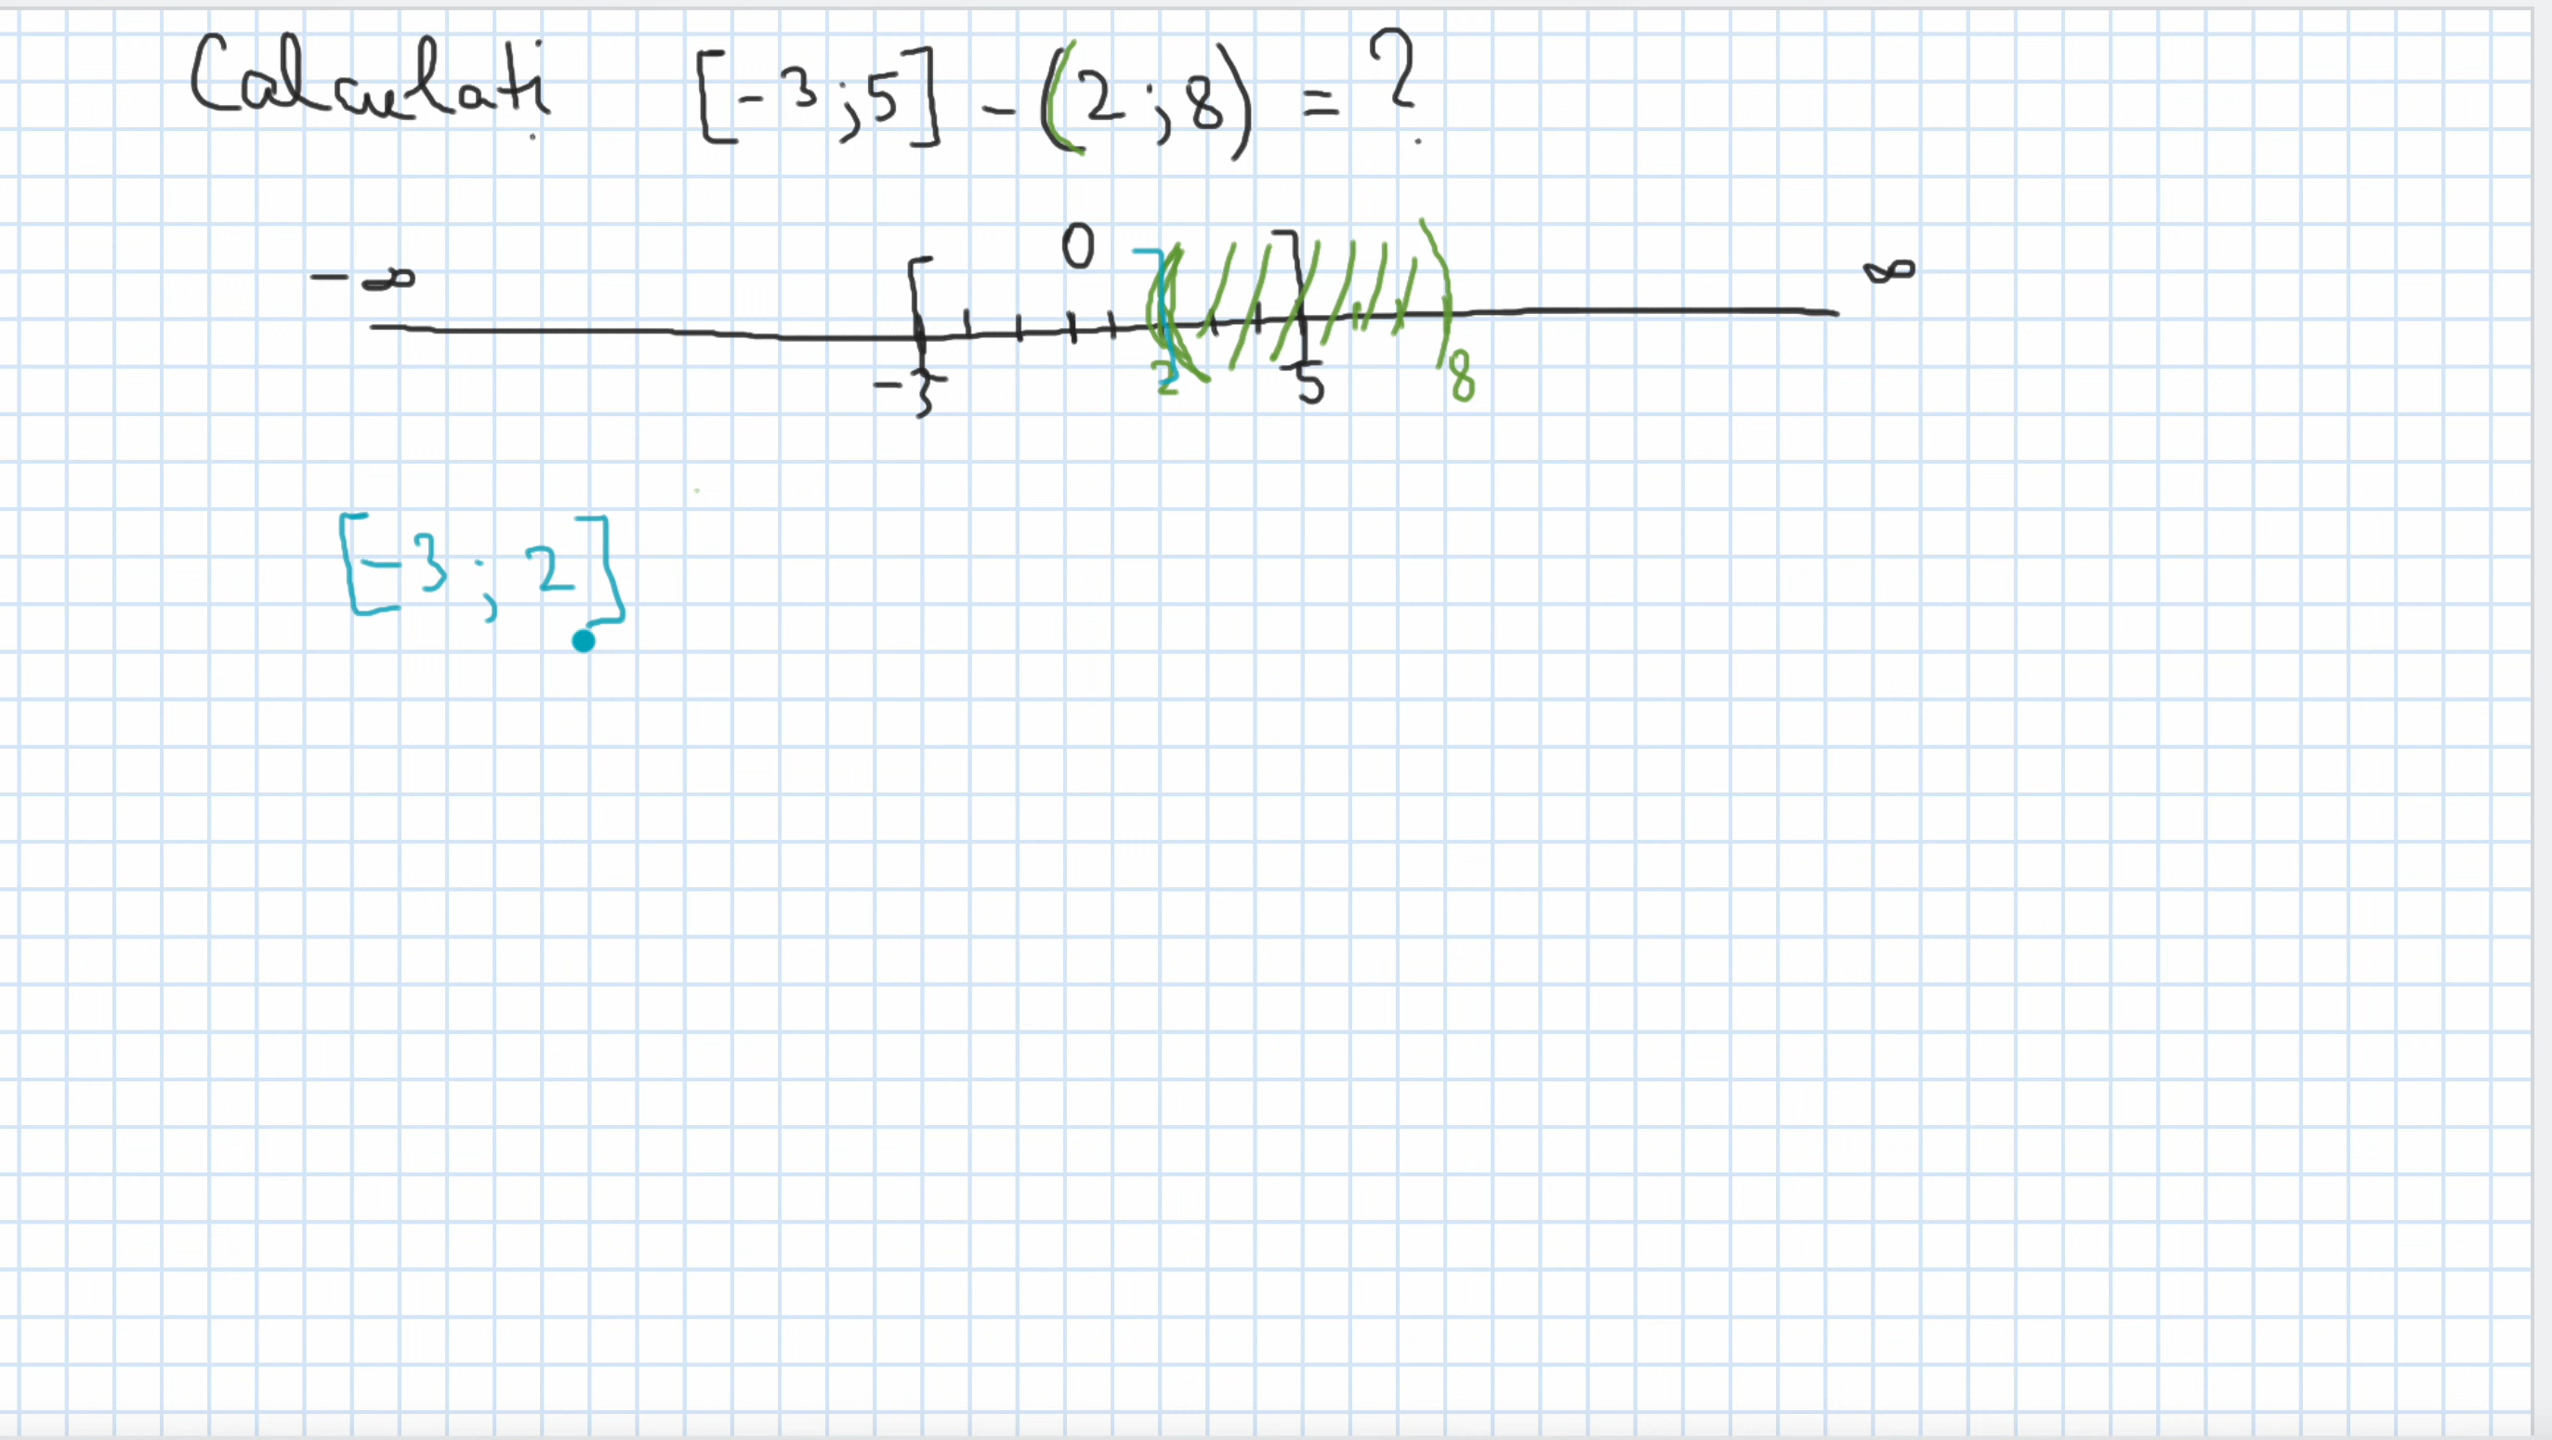 Calculati [-3;5] - (2;8) = ?
-∞ 0 ∞
-3 2 5 8
[-3; 2]